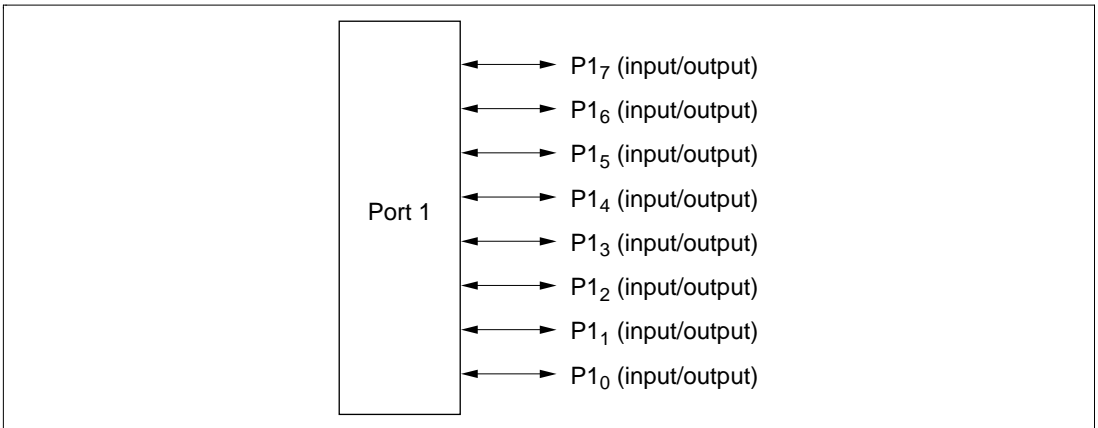 P1₇ (input/output)
P1₆ (input/output)
P1₅ (input/output)
P1₄ (input/output)
Port 1
P1₃ (input/output)
P1₂ (input/output)
P1₁ (input/output)
P1₀ (input/output)